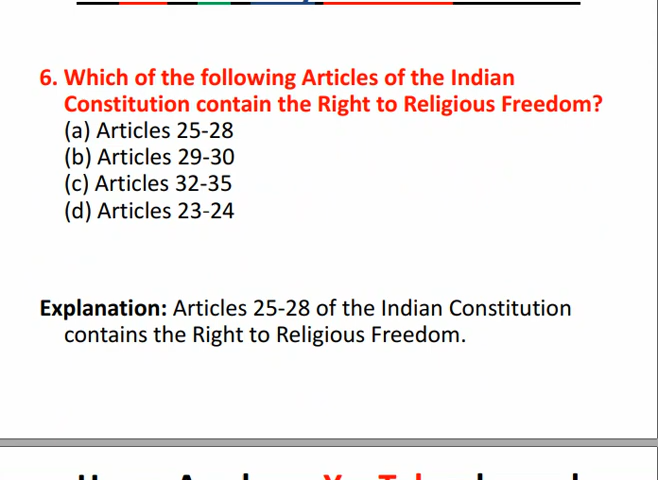 6. Which of the following Articles of the Indian
Constitution contain the Right to Religious Freedom?
(a) Articles 25-28
(b) Articles 29-30
(c) Articles 32-35
(d) Articles 23-24
Explanation: Articles 25-28 of the Indian Constitution
contains the Right to Religious Freedom.